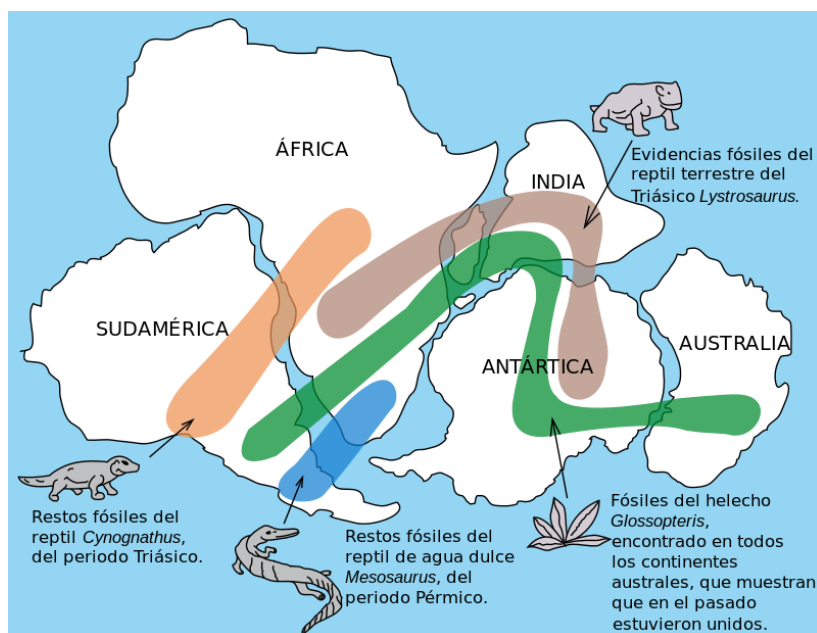 ÁFRICA
INDIA
Evidencias fósiles del
reptil terrestre del
Triásico Lystrosaurus.
SUDAMÉRICA
ANTÁRTICA
AUSTRALIA
Restos fósiles del
reptil Cynognathus,
del periodo Triásico.
Restos fósiles del
reptil de agua dulce
Mesosaurus, del
periodo Pérmico.
Fósiles del helecho
Glossopteris,
encontrado en todos
los continentes
australes, que muestran
que en el pasado
estuvieron unidos.